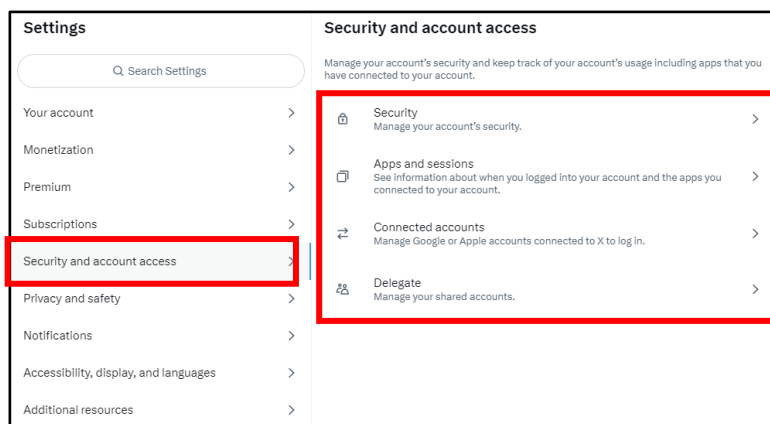 Settings
Search Settings
Your account
Monetization
Premium
Subscriptions
Security and account access
Privacy and safety
Notifications
Accessibility, display, and languages
Additional resources
Security and account access
Manage your account’s security and keep track of your account’s usage including apps that you
have connected to your account.
Security
Manage your account’s security.
Apps and sessions
See information about when you logged into your account and the apps you
connected to your account.
Connected accounts
Manage Google or Apple accounts connected to X to log in.
Delegate
Manage your shared accounts.